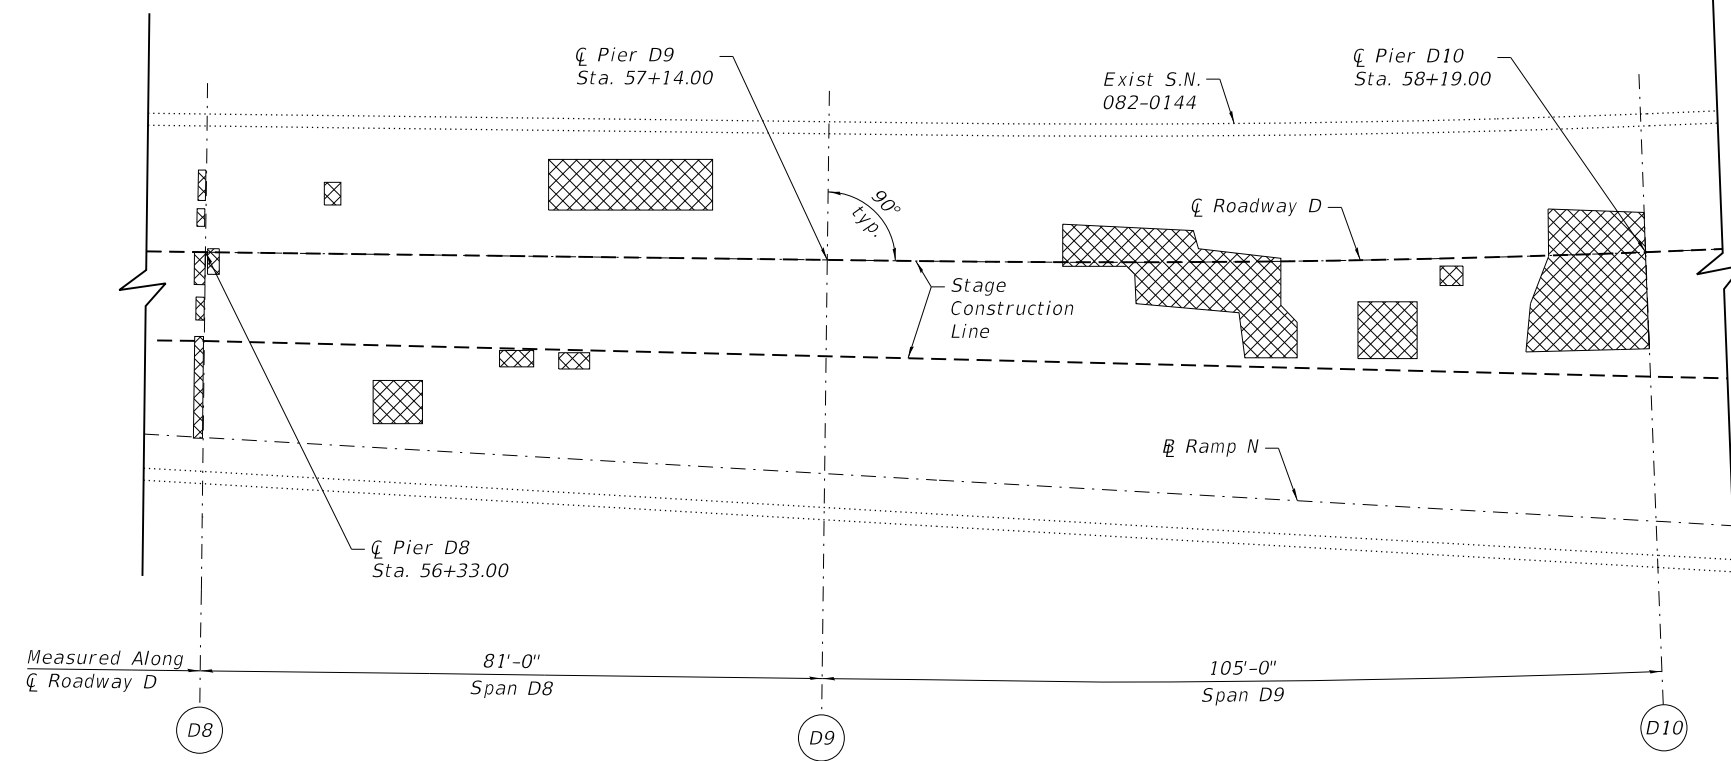 ℄ Pier D9
Sta. 57+14.00
℄ Pier D10
Sta. 58+19.00
Exist S.N.
082-0144
90°
typ.
℄ Roadway D
Stage
Construction
Line
℄ Pier D8
Sta. 56+33.00
B͟L Ramp N
Measured Along
℄ Roadway D
81'-0"
Span D8
105'-0"
Span D9
D8
D9
D10